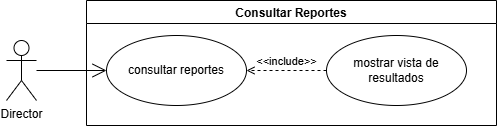 Consultar Reportes
consultar reportes
<<include>>
mostrar vista de
resultados
Director